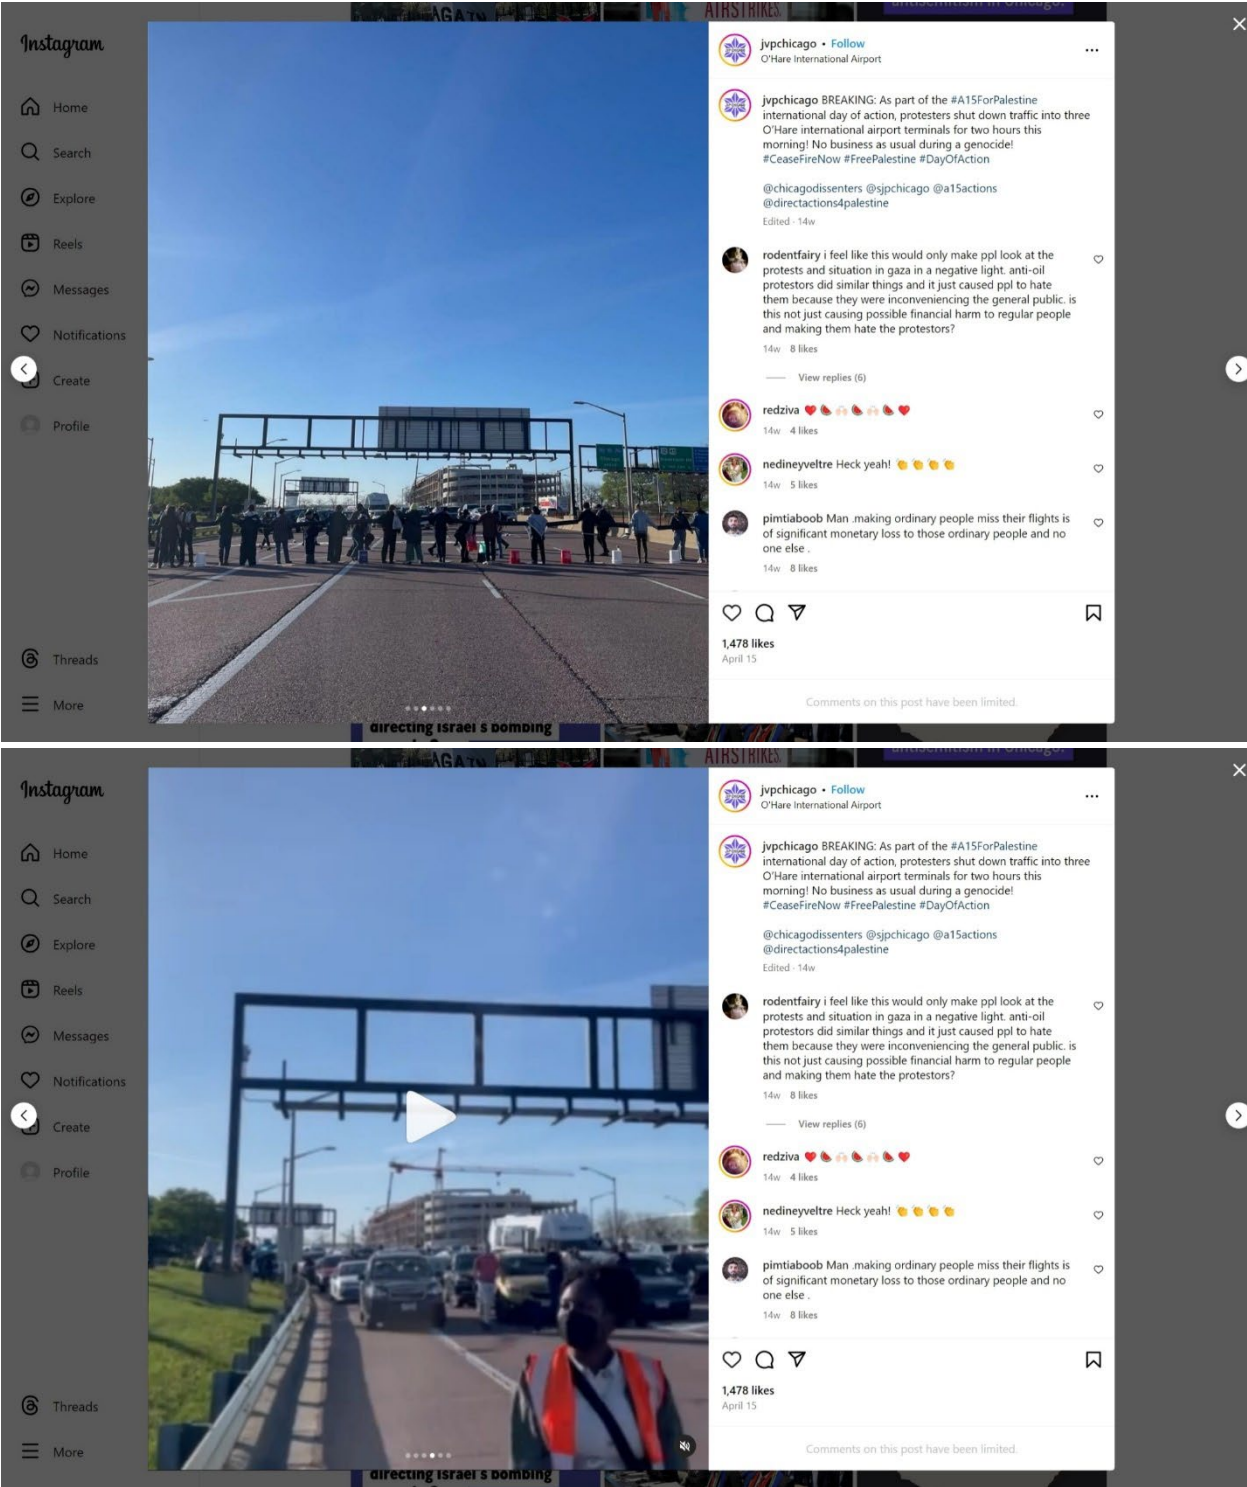 AIRSTRIKES.
antisemitism in Chicago.
Instagram
Home
Search
Explore
Reels
Messages
Notifications
Create
Profile
Threads
More
directing Israel's bombing
jvpchicago • Follow
O'Hare International Airport
jvpchicago BREAKING: As part of the #A15ForPalestine
international day of action, protesters shut down traffic into three
O'Hare international airport terminals for two hours this
morning! No business as usual during a genocide!
#CeaseFireNow #FreePalestine #DayOfAction
@chicagodissenters @sjpchicago @a15actions
@directactions4palestine
Edited · 14w
rodentfairy i feel like this would only make ppl look at the
protests and situation in gaza in a negative light. anti-oil
protestors did similar things and it just caused ppl to hate
them because they were inconveniencing the general public. is
this not just causing possible financial harm to regular people
and making them hate the protestors?
14w 8 likes
View replies (6)
redziva ❤️🍉🙌🏻🍉🙌🏻🍉❤️
14w 4 likes
nedineyveltre Heck yeah! 👏👏👏👏
14w 5 likes
pimtiaboob Man .making ordinary people miss their flights is
of significant monetary loss to those ordinary people and no
one else .
14w 8 likes
1,478 likes
April 15
Comments on this post have been limited.
AIRSTRIKES.
Instagram
Home
Search
Explore
Reels
Messages
Notifications
Create
Profile
Threads
More
directing Israel's bombing
jvpchicago • Follow
O'Hare International Airport
jvpchicago BREAKING: As part of the #A15ForPalestine
international day of action, protesters shut down traffic into three
O'Hare international airport terminals for two hours this
morning! No business as usual during a genocide!
#CeaseFireNow #FreePalestine #DayOfAction
@chicagodissenters @sjpchicago @a15actions
@directactions4palestine
Edited · 14w
rodentfairy i feel like this would only make ppl look at the
protests and situation in gaza in a negative light. anti-oil
protestors did similar things and it just caused ppl to hate
them because they were inconveniencing the general public. is
this not just causing possible financial harm to regular people
and making them hate the protestors?
14w 8 likes
View replies (6)
redziva ❤️🍉🙌🏻🍉🙌🏻🍉❤️
14w 4 likes
nedineyveltre Heck yeah! 👏👏👏👏
14w 5 likes
pimtiaboob Man .making ordinary people miss their flights is
of significant monetary loss to those ordinary people and no
one else .
14w 8 likes
1,478 likes
April 15
Comments on this post have been limited.